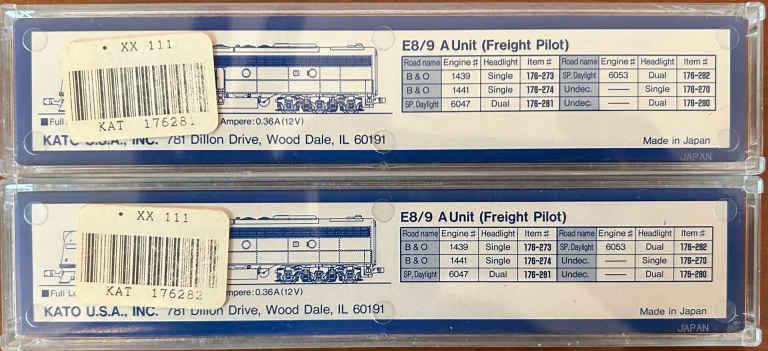 XX 111
KAT 176281
■Full
Ampere:0.36A(12V)
KATO U.S.A., INC. 781 Dillon Drive, Wood Dale, IL 60191
E8/9 A Unit (Freight Pilot)
Road name Engine # Headlight Item # Road name Engine # Headlight Item #
B & O 1439 Single 176-273 SP, Daylight 6053 Dual 176-282
B & O 1441 Single 176-274 Undec. —— Single 176-270
SP, Daylight 6047 Dual 176-281 Undec. —— Dual 176-280
Made in Japan
JAPAN
XX 111
KAT 176282
■Full
mpere:0.36A(12V)
KATO U.S.A., INC. 781 Dillon Drive, Wood Dale, IL 60191
E8/9 A Unit (Freight Pilot)
Road name Engine # Headlight Item # Road name Engine # Headlight Item #
B & O 1439 Single 176-273 SP, Daylight 6053 Dual 176-282
B & O 1441 Single 176-274 Undec. —— Single 176-270
SP, Daylight 6047 Dual 176-281 Undec. —— Dual 176-280
Made in Japan
JAPAN